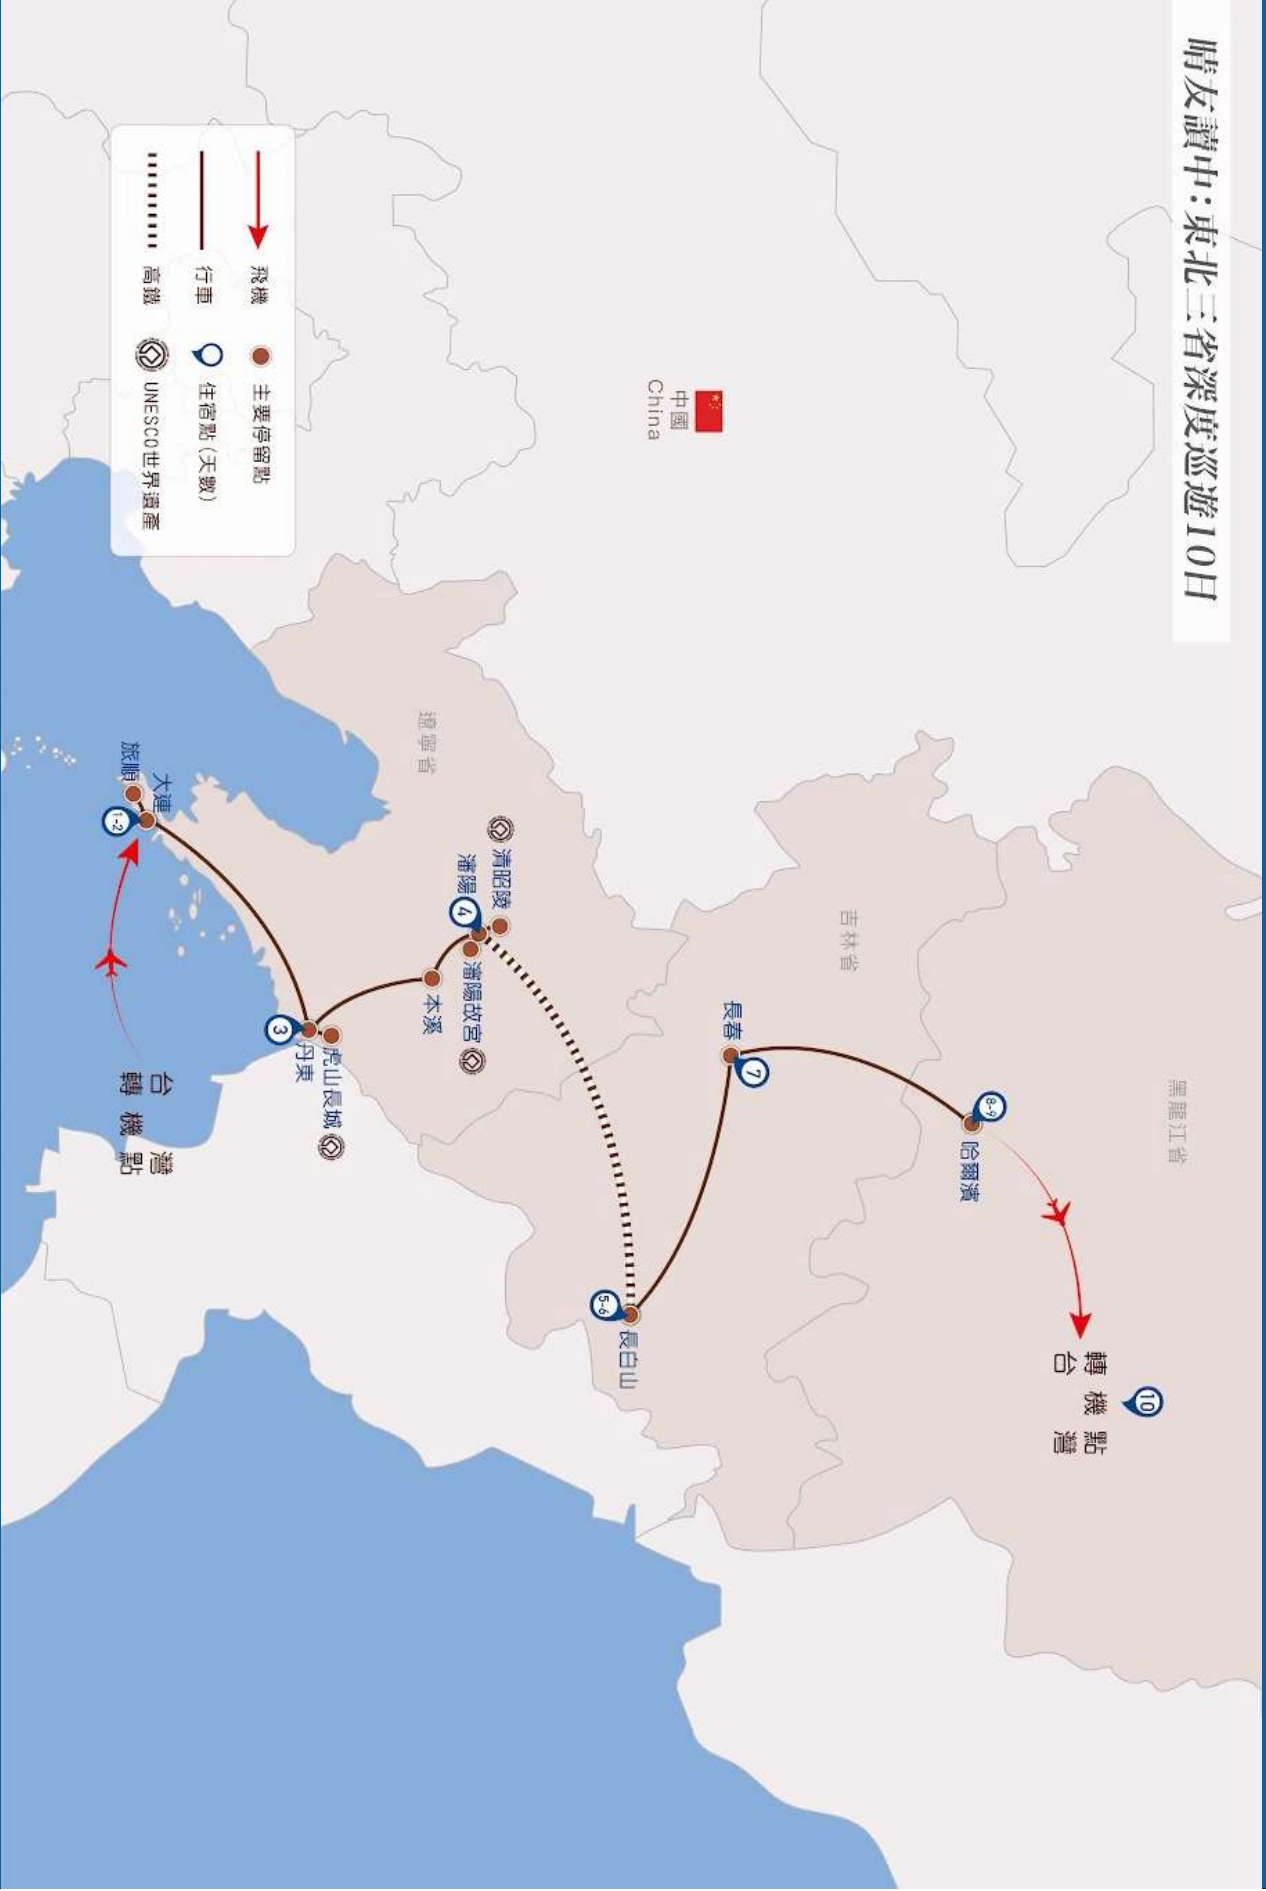 晴友讀中：東北三省深度巡遊10日
中國
China
黑龍江省
吉林省
遼寧省
轉機點
台灣
10
8-9
哈爾濱
長春
7
5-6
長白山
清昭陵
瀋陽
4
瀋陽故宮
本溪
虎山長城
丹東
3
大連
旅順
1-2
台灣
轉機點
飛機
主要停留點
行車
住宿點(天數)
高鐵
UNESCO世界遺產